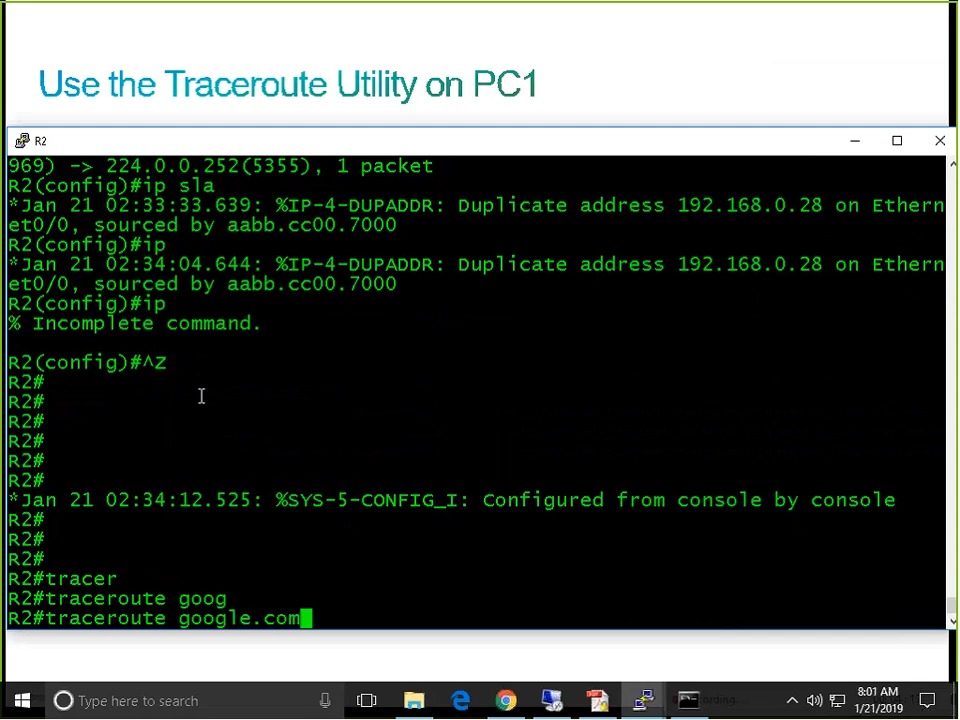 Use the Traceroute Utility on PC1
R2
969) -> 224.0.0.252(5355), 1 packet
R2(config)#ip sla
*Jan 21 02:33:33.639: %IP-4-DUPADDR: Duplicate address 192.168.0.28 on Ethern
et0/0, sourced by aabb.cc00.7000
R2(config)#ip
*Jan 21 02:34:04.644: %IP-4-DUPADDR: Duplicate address 192.168.0.28 on Ethern
et0/0, sourced by aabb.cc00.7000
R2(config)#ip
% Incomplete command.
R2(config)#^Z
R2#
R2#
R2#
R2#
R2#
R2#
*Jan 21 02:34:12.525: %SYS-5-CONFIG_I: Configured from console by console
R2#
R2#
R2#
R2#tracer
R2#traceroute goog
R2#traceroute google.com
Type here to search
8:01 AM
1/21/2019